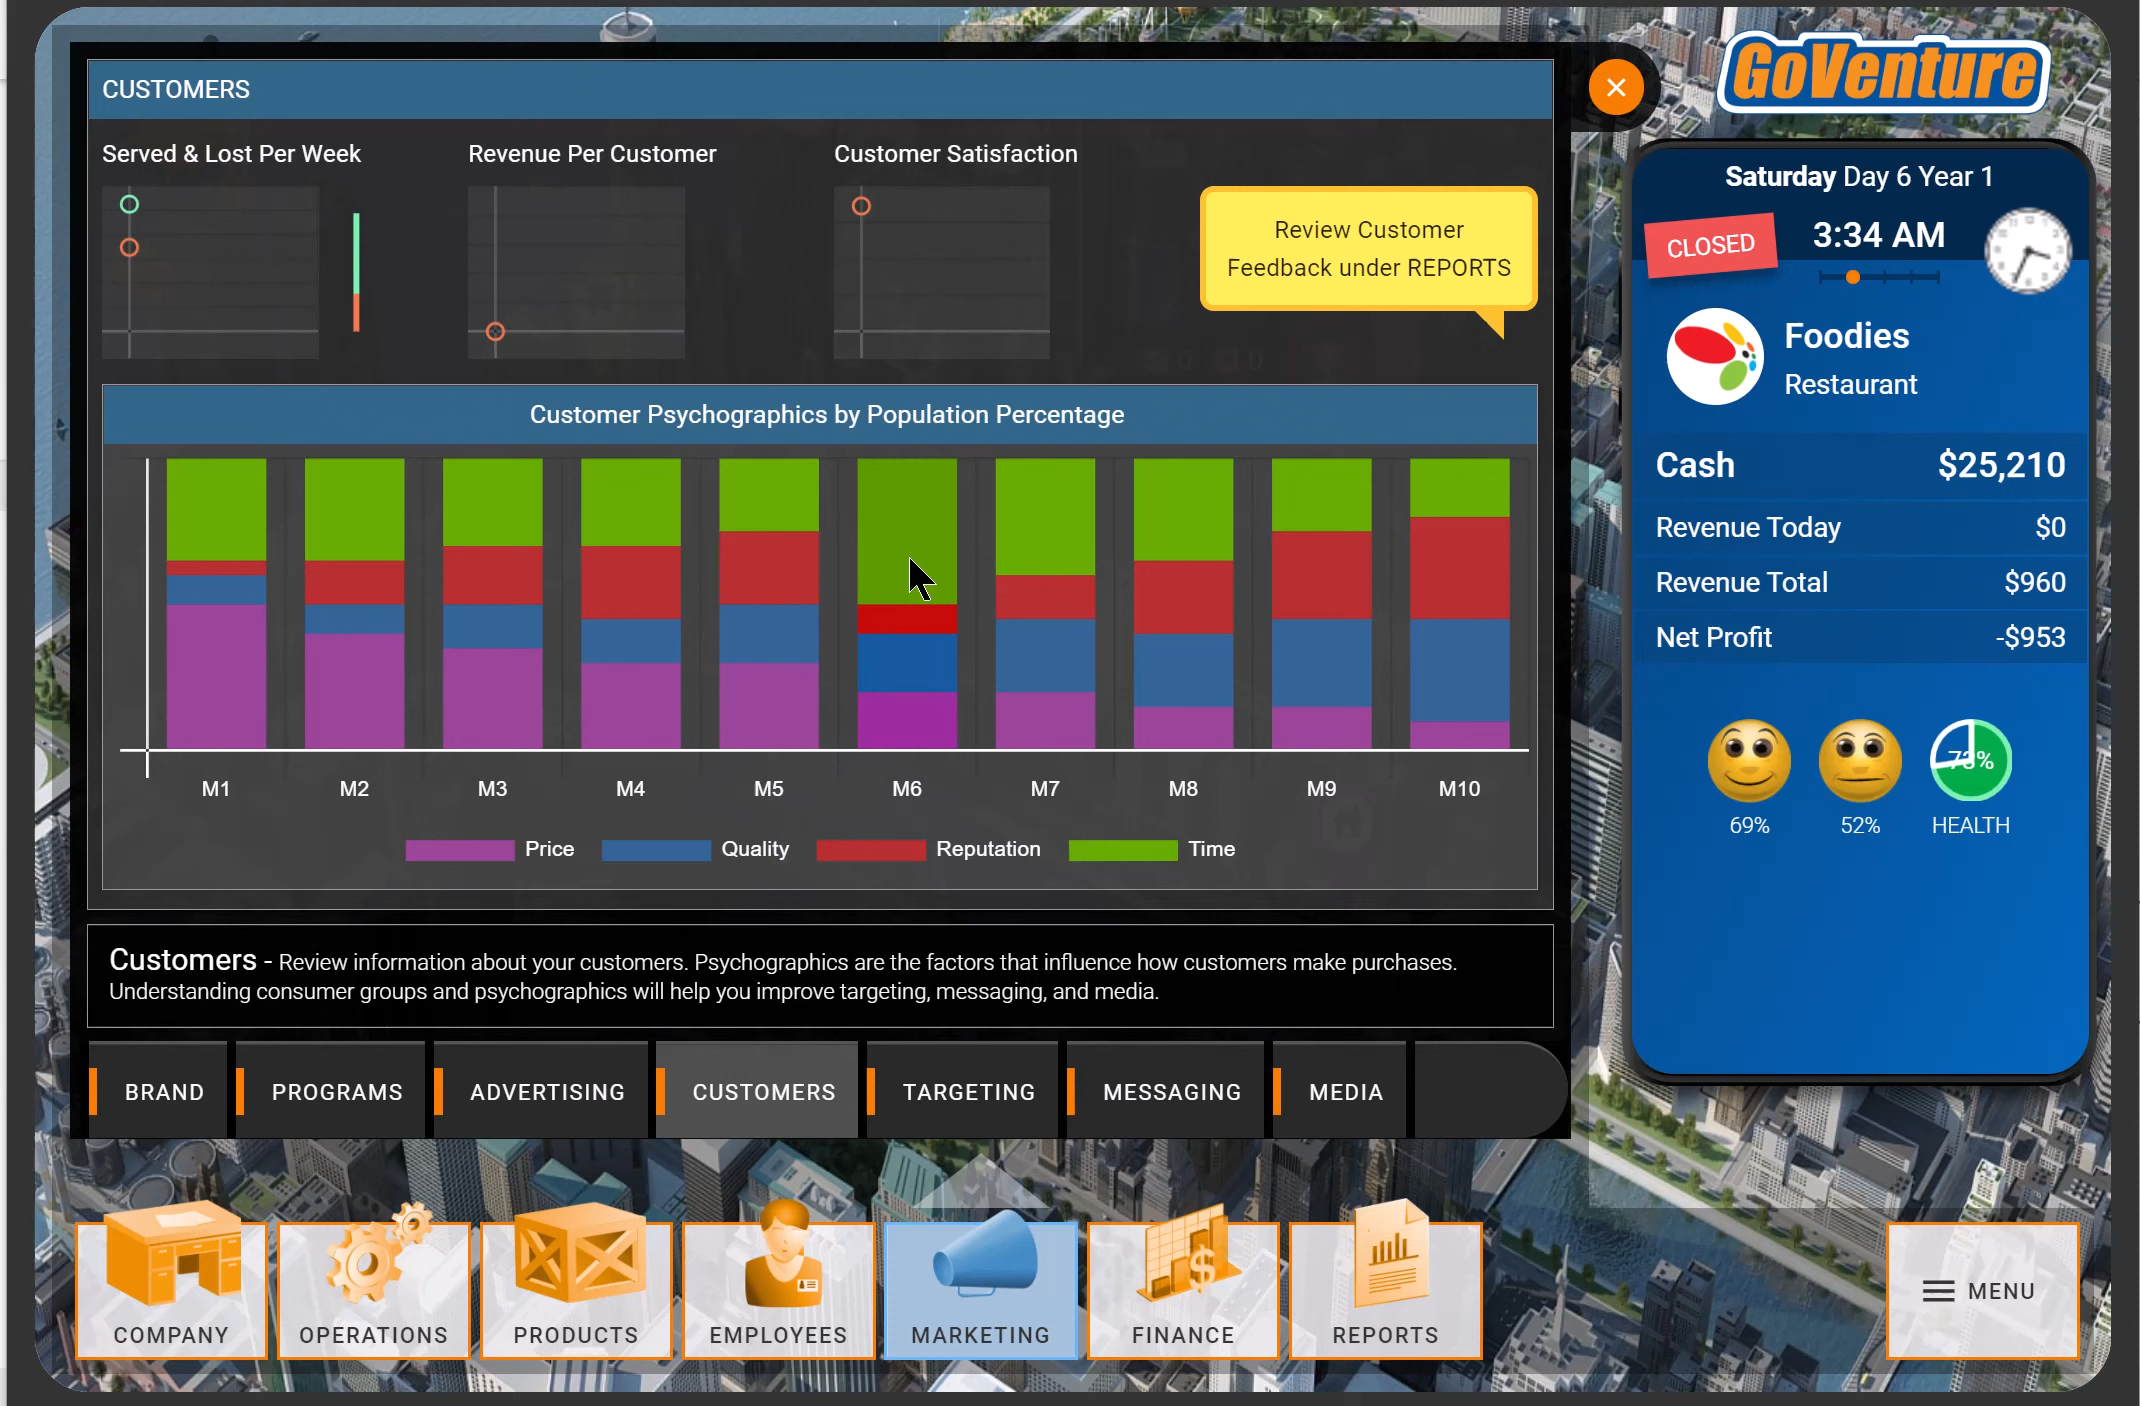 GoVenture
CUSTOMERS
Served & Lost Per Week
Revenue Per Customer
Customer Satisfaction
Review Customer
Feedback under REPORTS
Customer Psychographics by Population Percentage
M1 M2 M3 M4 M5 M6 M7 M8 M9 M10
Price Quality Reputation Time
Customers - Review information about your customers. Psychographics are the factors that influence how customers make purchases.
Understanding consumer groups and psychographics will help you improve targeting, messaging, and media.
BRAND PROGRAMS ADVERTISING CUSTOMERS TARGETING MESSAGING MEDIA
COMPANY OPERATIONS PRODUCTS EMPLOYEES MARKETING FINANCE REPORTS
MENU
Saturday Day 6 Year 1
CLOSED
3:34 AM
Foodies
Restaurant
Cash $25,210
Revenue Today $0
Revenue Total $960
Net Profit -$953
69% 52% HEALTH